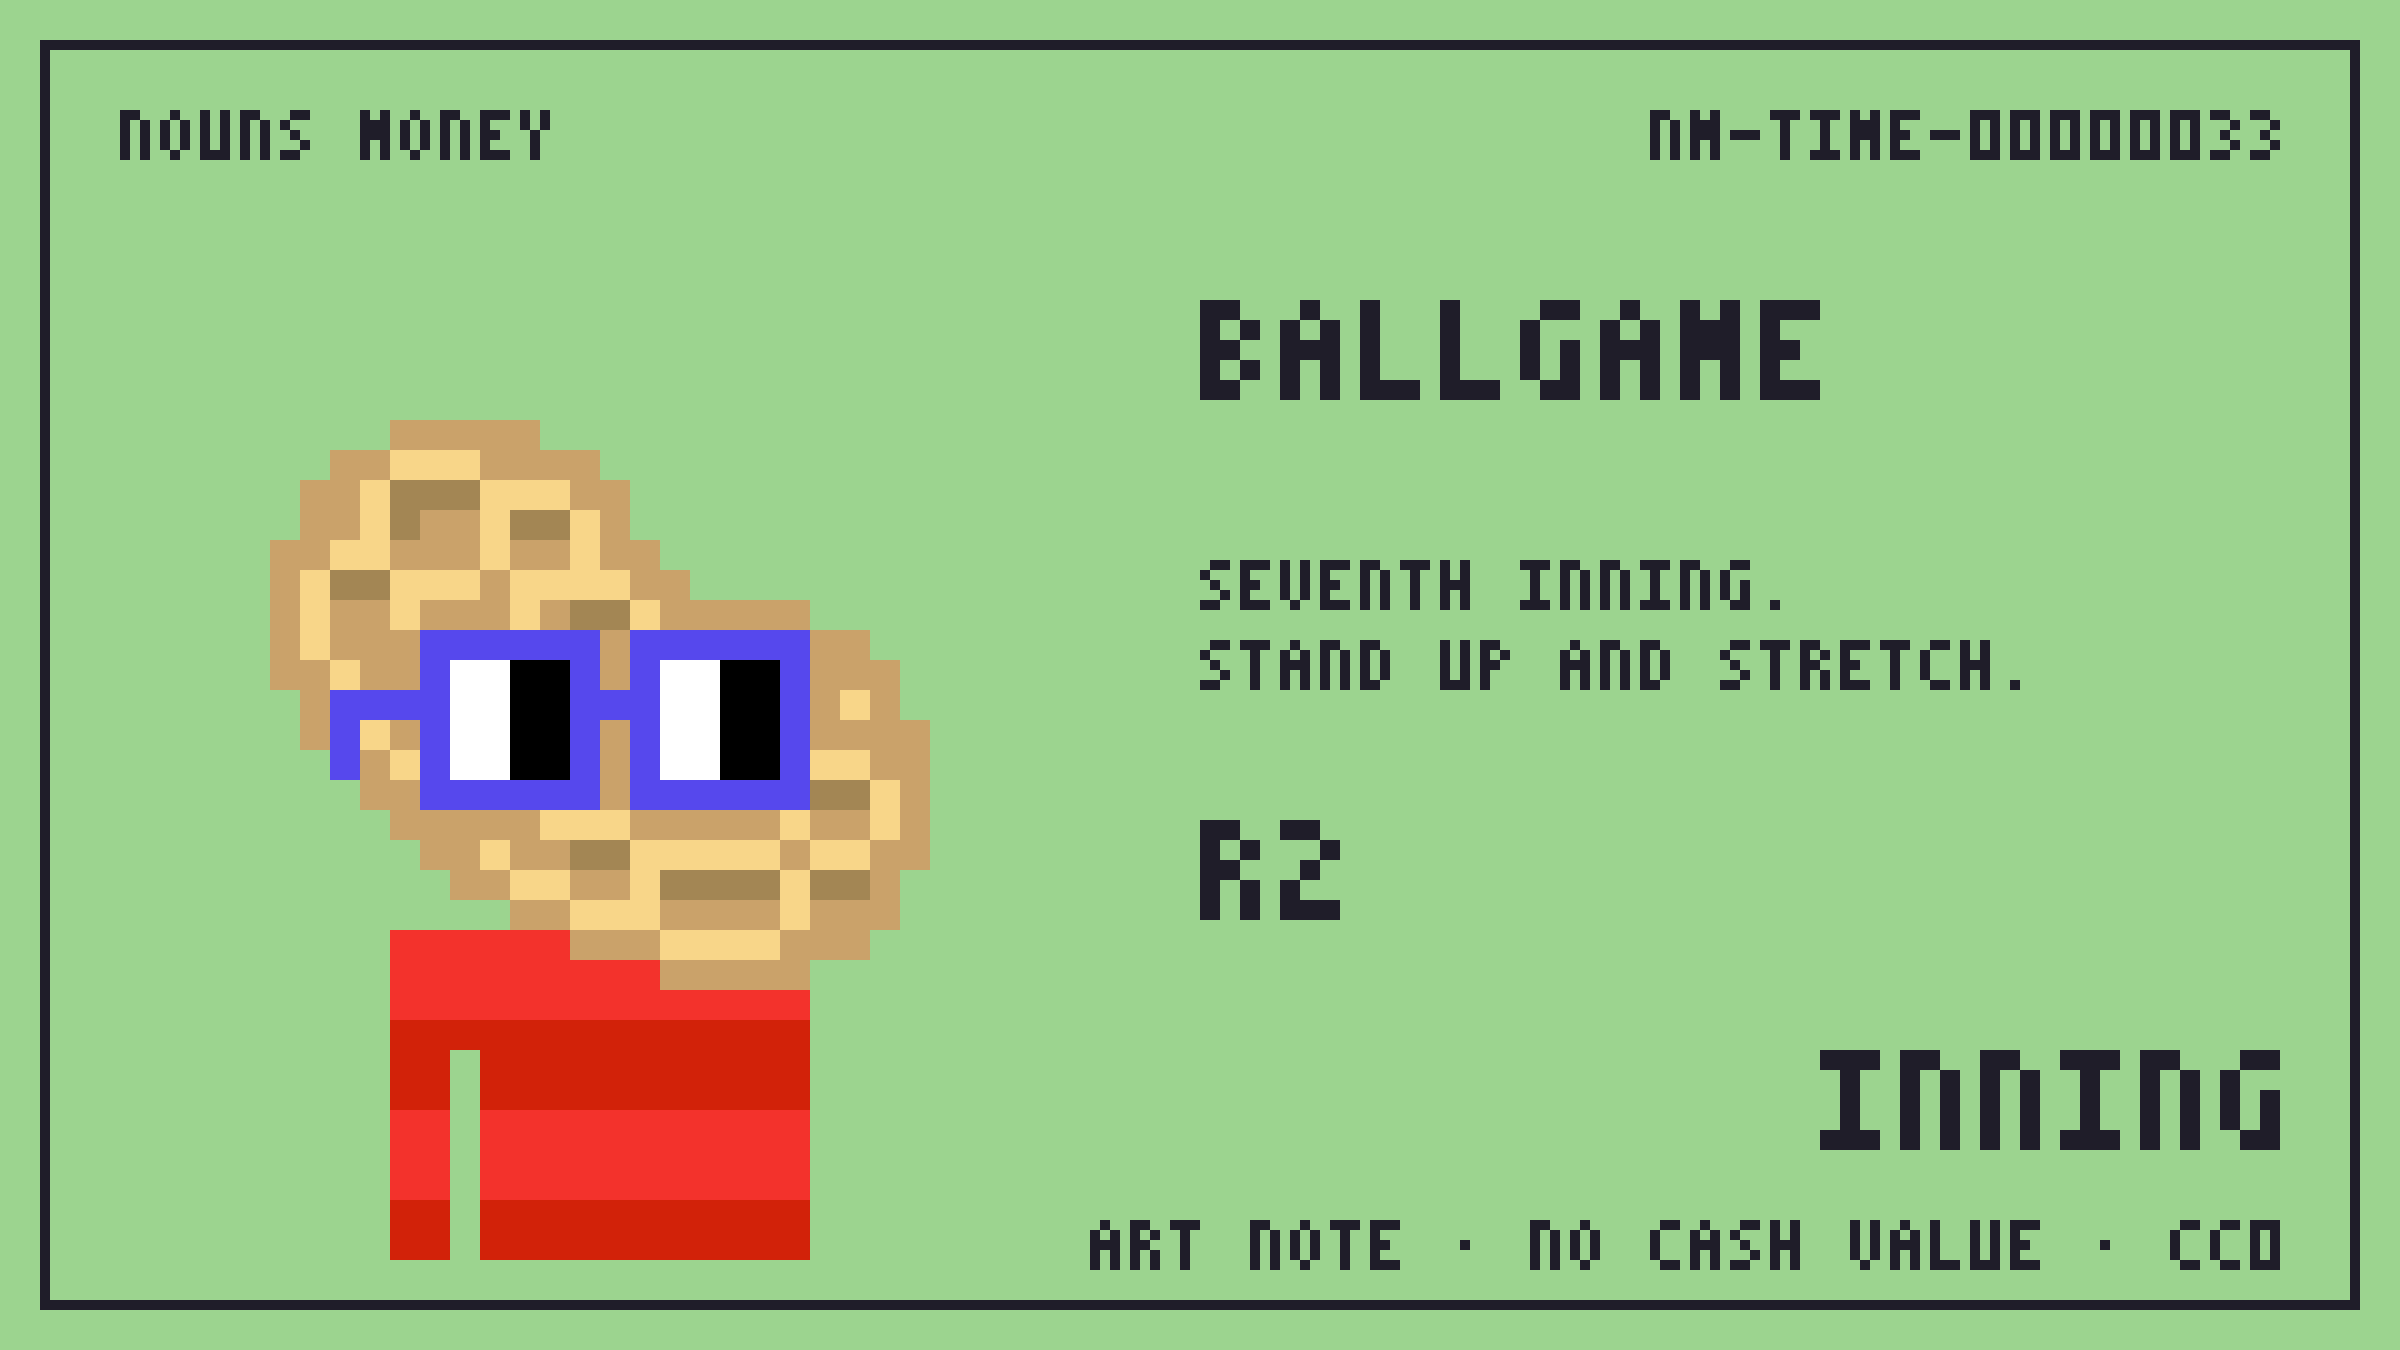 NOUNS MONEY
NM-TIME-00000033
BALLGAME
SEVENTH INNING.
STAND UP AND STRETCH.
R2
INNING
ART NOTE · NO CASH VALUE · CC0